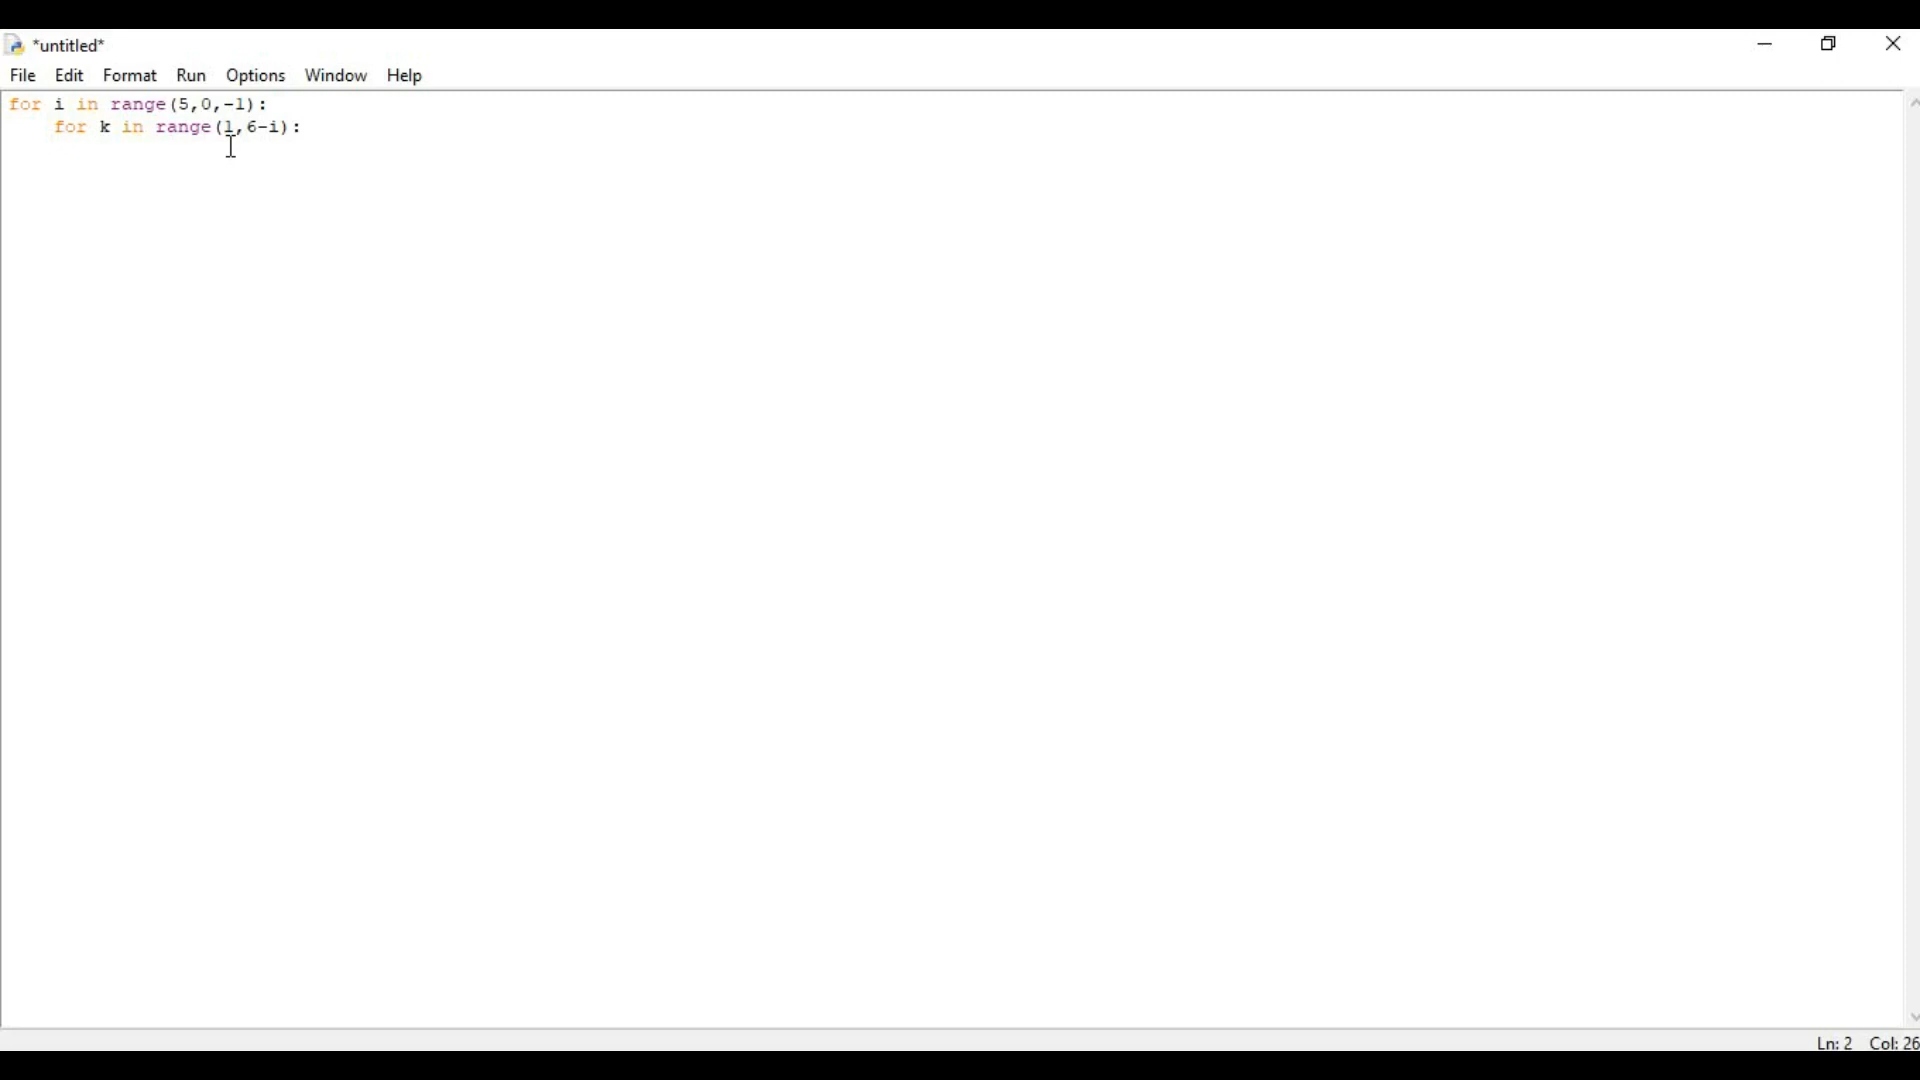 *untitled*
File Edit Format Run Options Window Help
for i in range(5,0,-1):
    for k in range(1,6-i):
Ln: 2 Col: 26